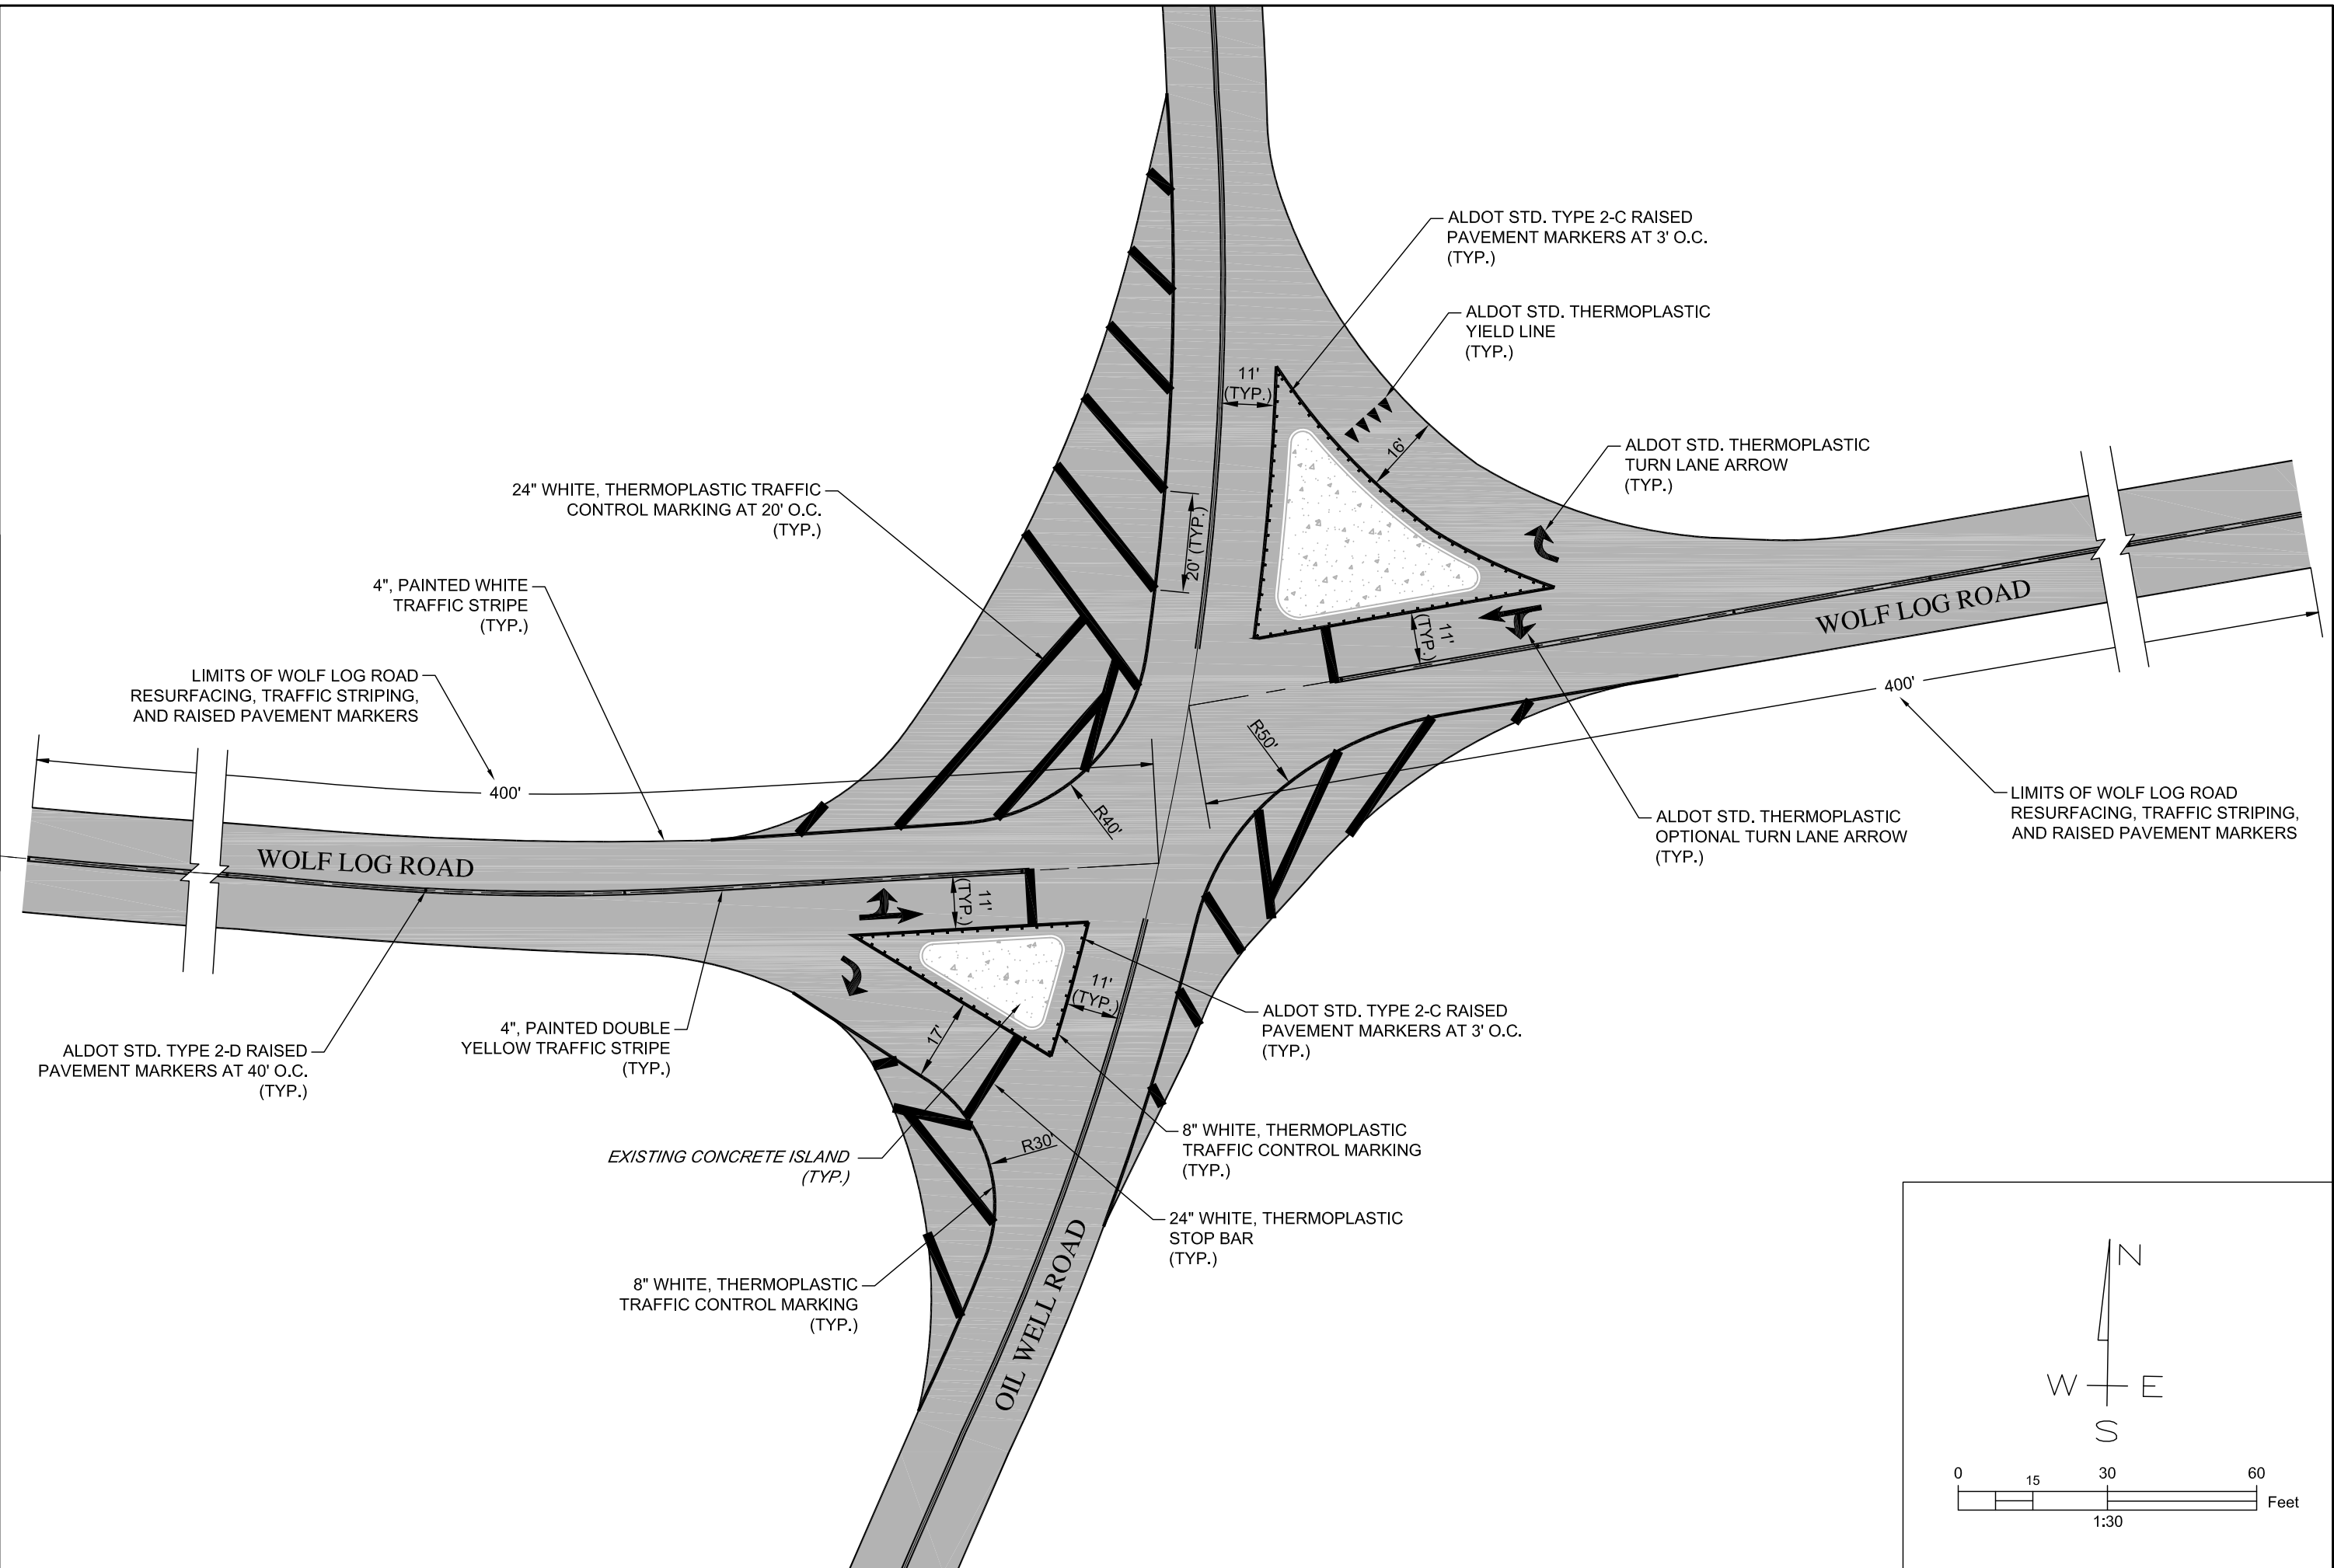 ALDOT STD. TYPE 2-C RAISED
PAVEMENT MARKERS AT 3' O.C.
(TYP.)
ALDOT STD. THERMOPLASTIC
YIELD LINE
(TYP.)
11'
(TYP.)
16'
ALDOT STD. THERMOPLASTIC
TURN LANE ARROW
(TYP.)
24" WHITE, THERMOPLASTIC TRAFFIC
CONTROL MARKING AT 20' O.C.
(TYP.)
20' (TYP.)
4", PAINTED WHITE
TRAFFIC STRIPE
(TYP.)
WOLF LOG ROAD
11'
(TYP.)
LIMITS OF WOLF LOG ROAD
RESURFACING, TRAFFIC STRIPING,
AND RAISED PAVEMENT MARKERS
400'
R50'
400'
R40'
LIMITS OF WOLF LOG ROAD
RESURFACING, TRAFFIC STRIPING,
AND RAISED PAVEMENT MARKERS
ALDOT STD. THERMOPLASTIC
OPTIONAL TURN LANE ARROW
(TYP.)
WOLF LOG ROAD
11'
(TYP.)
11'
(TYP.)
17'
ALDOT STD. TYPE 2-C RAISED
PAVEMENT MARKERS AT 3' O.C.
(TYP.)
4", PAINTED DOUBLE
YELLOW TRAFFIC STRIPE
(TYP.)
ALDOT STD. TYPE 2-D RAISED
PAVEMENT MARKERS AT 40' O.C.
(TYP.)
EXISTING CONCRETE ISLAND
(TYP.)
R30'
8" WHITE, THERMOPLASTIC
TRAFFIC CONTROL MARKING
(TYP.)
24" WHITE, THERMOPLASTIC
STOP BAR
(TYP.)
8" WHITE, THERMOPLASTIC
TRAFFIC CONTROL MARKING
(TYP.)
OIL WELL ROAD
N
W E
S
0 15 30 60
Feet
1:30